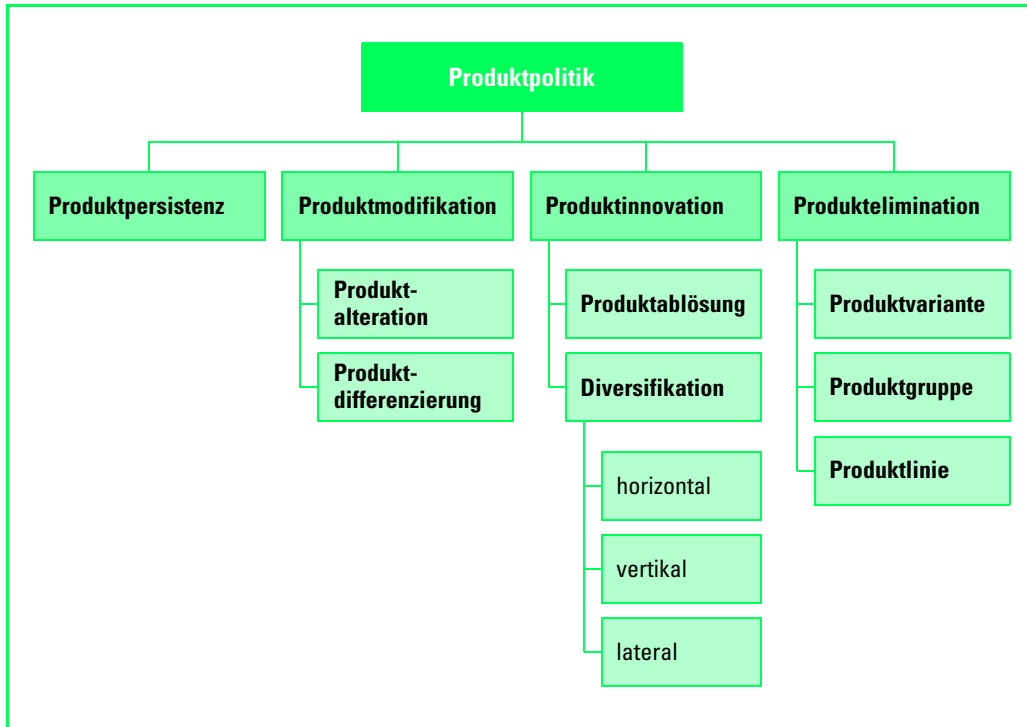 Produktpolitik
Produktpersistenz
Produktmodifikation
Produktinnovation
Produktelimination
Produkt-
alteration
Produkt-
differenzierung
Produktablösung
Diversifikation
horizontal
vertikal
lateral
Produktvariante
Produktgruppe
Produktlinie